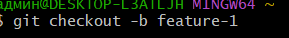 админ@DESKTOP-L3ATLJH MINGW64 ~
$ git checkout -b feature-1